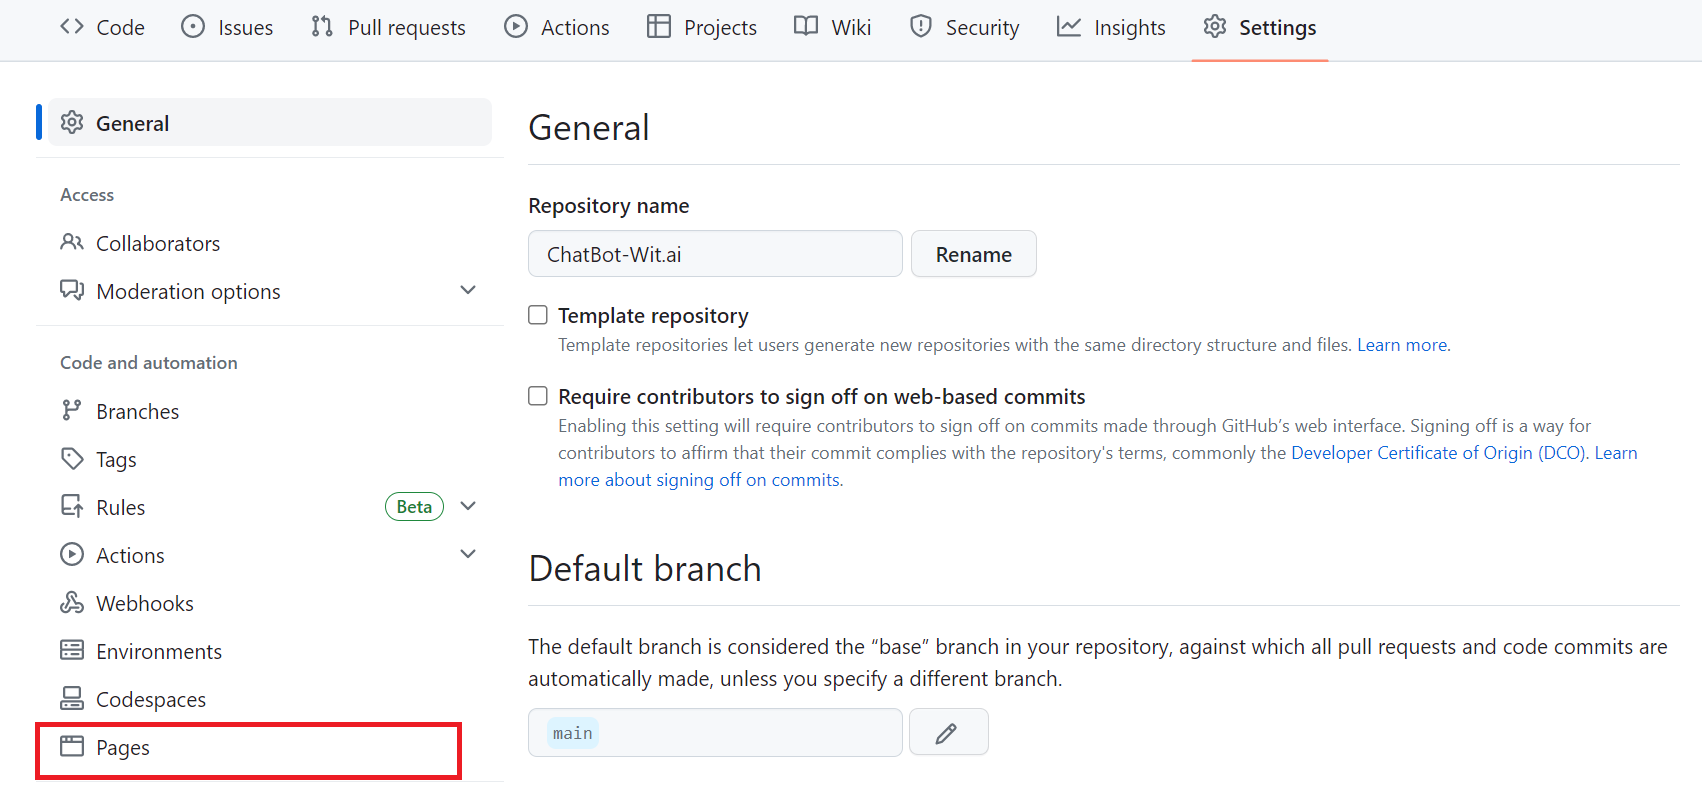 Code Issues Pull requests Actions Projects Wiki Security Insights Settings
General
Access
Collaborators
Moderation options
Code and automation
Branches
Tags
Rules Beta
Actions
Webhooks
Environments
Codespaces
Pages
General
Repository name
ChatBot-Wit.ai Rename
Template repository
Template repositories let users generate new repositories with the same directory structure and files. Learn more.
Require contributors to sign off on web-based commits
Enabling this setting will require contributors to sign off on commits made through GitHub’s web interface. Signing off is a way for
contributors to affirm that their commit complies with the repository's terms, commonly the Developer Certificate of Origin (DCO). Learn
more about signing off on commits.
Default branch
The default branch is considered the “base” branch in your repository, against which all pull requests and code commits are
automatically made, unless you specify a different branch.
main